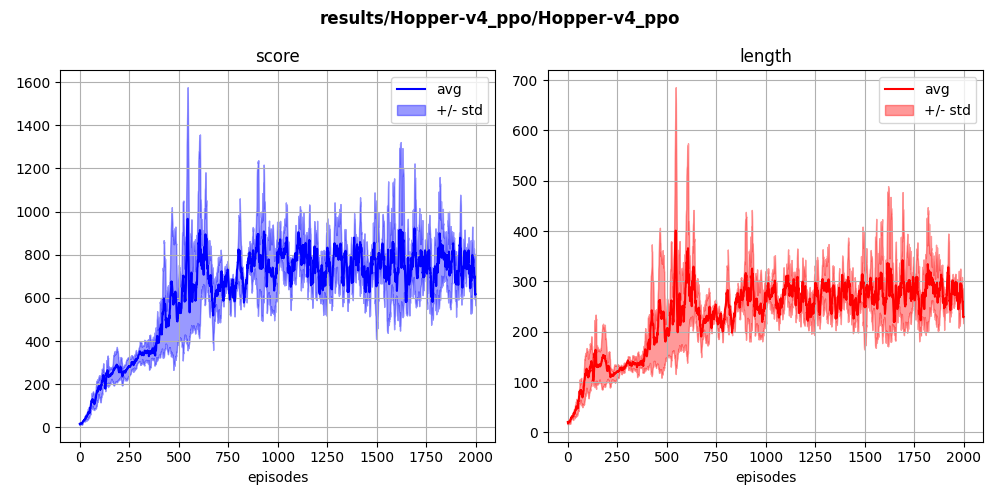 results/Hopper-v4_ppo/Hopper-v4_ppo
score
1600
1400
1200
1000
800
600
400
200
0
0 250 500 750 1000 1250 1500 1750 2000
episodes
avg
+/- std
length
700
600
500
400
300
200
100
0
0 250 500 750 1000 1250 1500 1750 2000
episodes
avg
+/- std